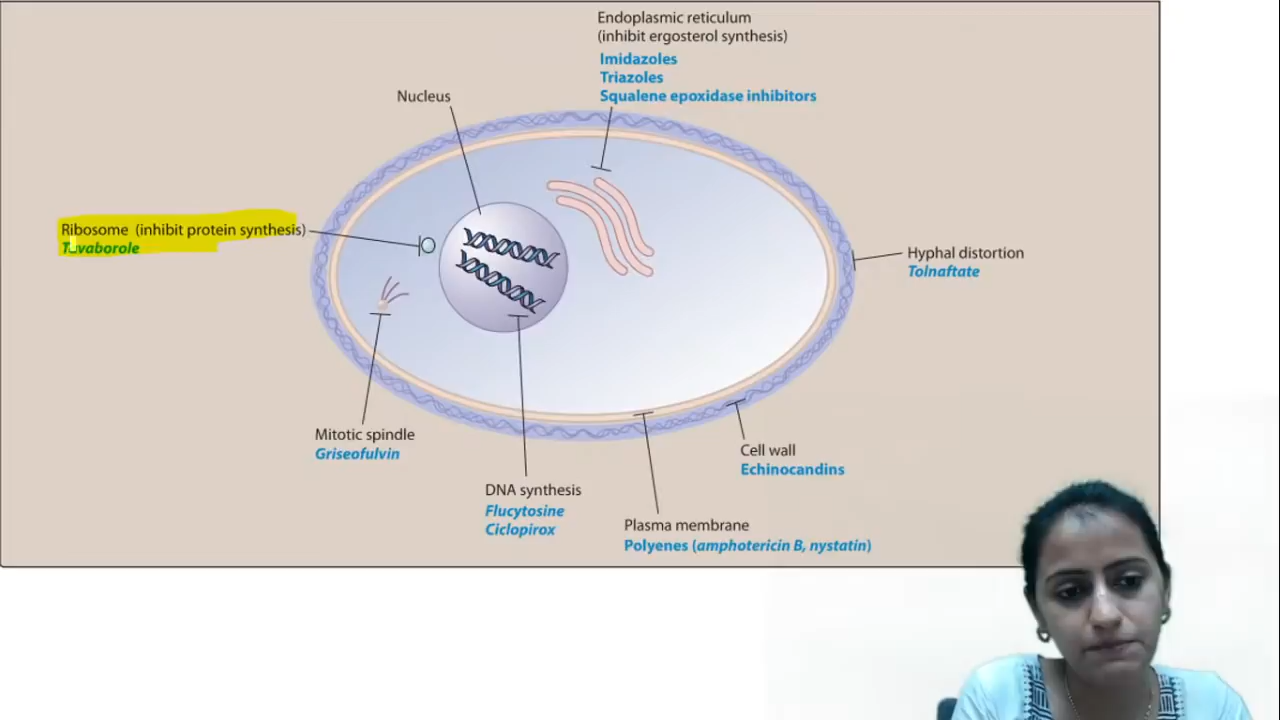 Endoplasmic reticulum
(inhibit ergosterol synthesis)
Imidazoles
Triazoles
Squalene epoxidase inhibitors
Nucleus
Ribosome (inhibit protein synthesis)
Tavaborole
Hyphal distortion
Tolnaftate
Mitotic spindle
Griseofulvin
Cell wall
Echinocandins
DNA synthesis
Flucytosine
Ciclopirox
Plasma membrane
Polyenes (amphotericin B, nystatin)